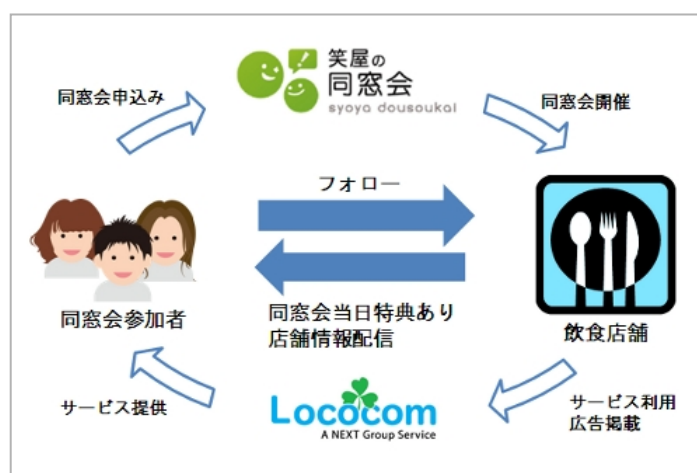 笑屋の
同窓会
syoya dousoukai
同窓会申込み
同窓会開催
フォロー
同窓会参加者
同窓会当日特典あり
店舗情報配信
飲食店舗
サービス提供
Lococom
A NEXT Group Service
サービス利用
広告掲載